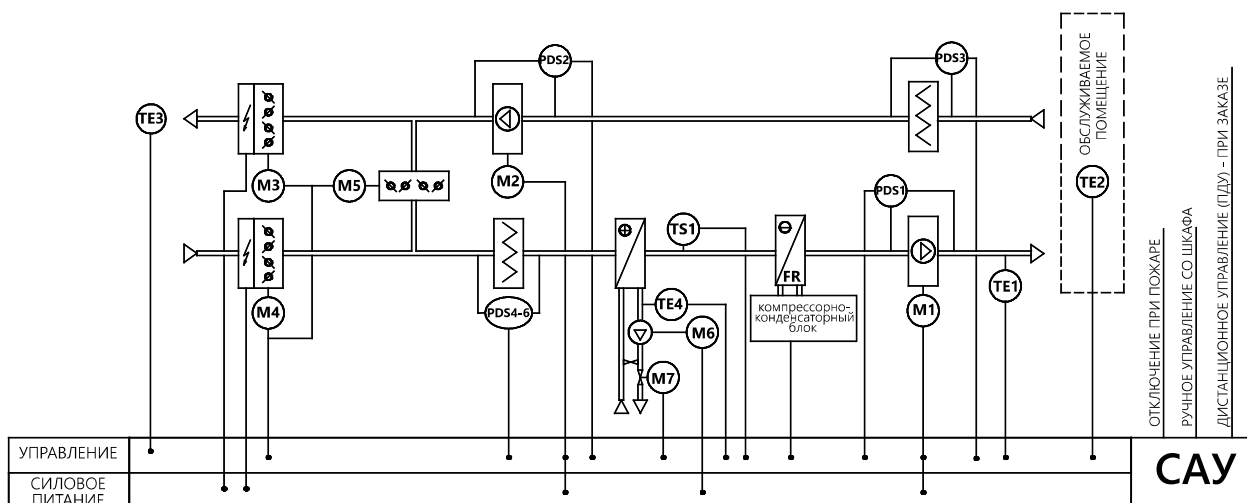 PDS2
PDS3
TE3
M3
M5
M2
PDS1
TE2
ОБСЛУЖИВАЕМОЕ
ПОМЕЩЕНИЕ
TS1
FR
M4
PDS4-6
TE4
M6
M7
компрессорно-
конденсаторный
блок
M1
TE1
ОТКЛЮЧЕНИЕ ПРИ ПОЖАРЕ
РУЧНОЕ УПРАВЛЕНИЕ СО ШКАФА
ДИСТАНЦИОННОЕ УПРАВЛЕНИЕ (ПДУ) - ПРИ ЗАКАЗЕ
УПРАВЛЕНИЕ
СИЛОВОЕ
ПИТАНИЕ
САУ